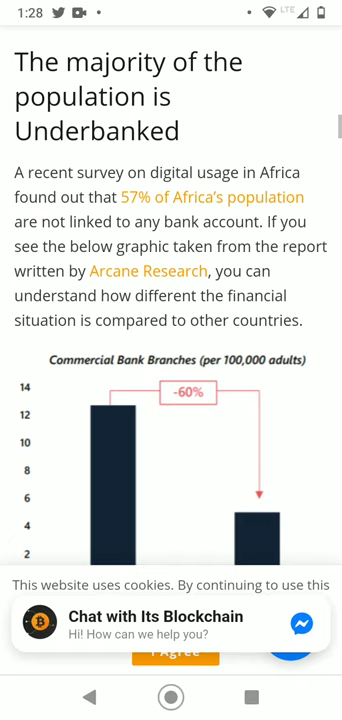 1:28
LTE
The majority of the
population is
Underbanked
A recent survey on digital usage in Africa
found out that 57% of Africa's population
are not linked to any bank account. If you
see the below graphic taken from the report
written by Arcane Research, you can
understand how different the financial
situation is compared to other countries.
Commercial Bank Branches (per 100,000 adults)
14
-60%
12
10
8
6
4
2
This website uses cookies. By continuing to use this
Chat with Its Blockchain
Hi! How can we help you?
I Agree